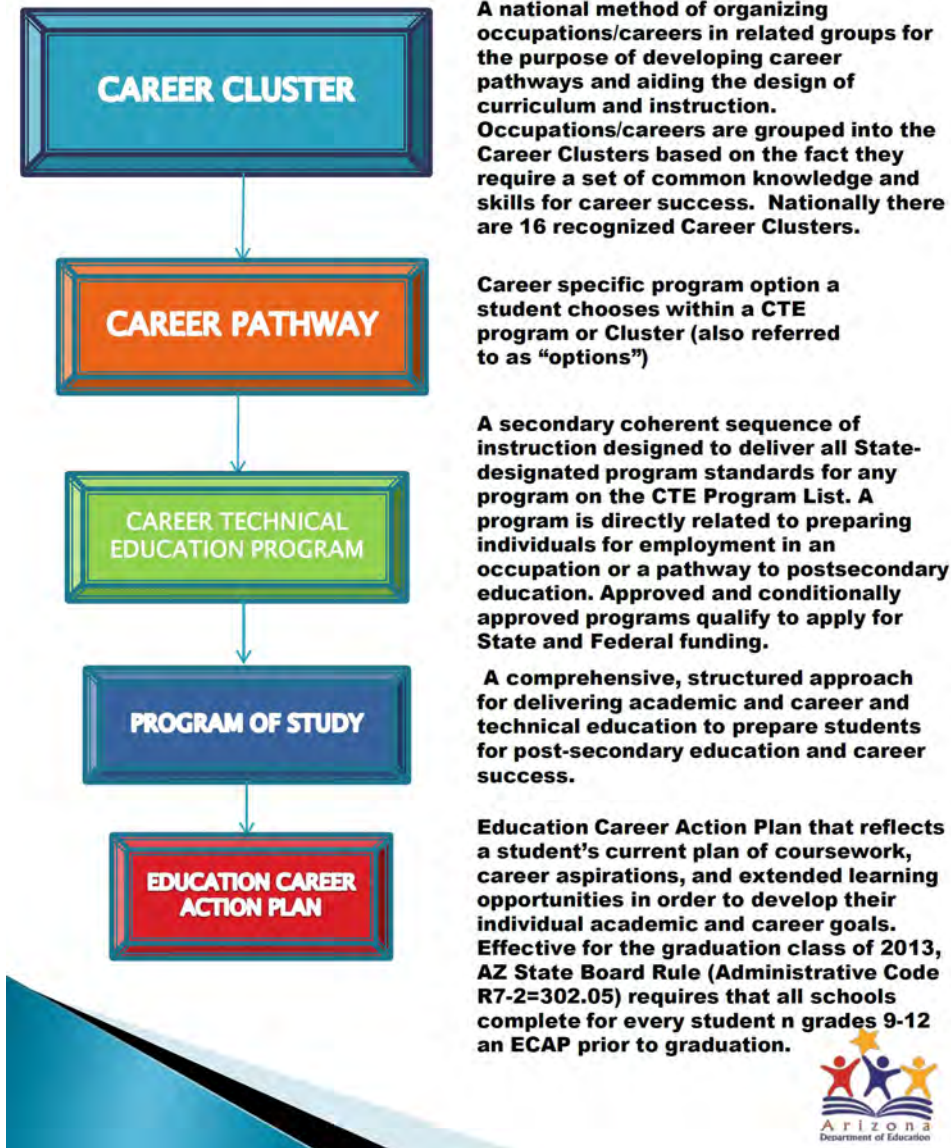 CAREER CLUSTER
A national method of organizing
occupations/careers in related groups for
the purpose of developing career
pathways and aiding the design of
curriculum and instruction.
Occupations/careers are grouped into the
Career Clusters based on the fact they
require a set of common knowledge and
skills for career success.  Nationally there
are 16 recognized Career Clusters.
CAREER PATHWAY
Career specific program option a
student chooses within a CTE
program or Cluster (also referred
to as “options”)
CAREER TECHNICAL
EDUCATION PROGRAM
A secondary coherent sequence of
instruction designed to deliver all State-
designated program standards for any
program on the CTE Program List. A
program is directly related to preparing
individuals for employment in an
occupation or a pathway to postsecondary
education. Approved and conditionally
approved programs qualify to apply for
State and Federal funding.
PROGRAM OF STUDY
A comprehensive, structured approach
for delivering academic and career and
technical education to prepare students
for post-secondary education and career
success.
EDUCATION CAREER
ACTION PLAN
Education Career Action Plan that reflects
a student’s current plan of coursework,
career aspirations, and extended learning
opportunities in order to develop their
individual academic and career goals.
Effective for the graduation class of 2013,
AZ State Board Rule (Administrative Code
R7-2=302.05) requires that all schools
complete for every student n grades 9-12
an ECAP prior to graduation.
Arizona
Department of Education